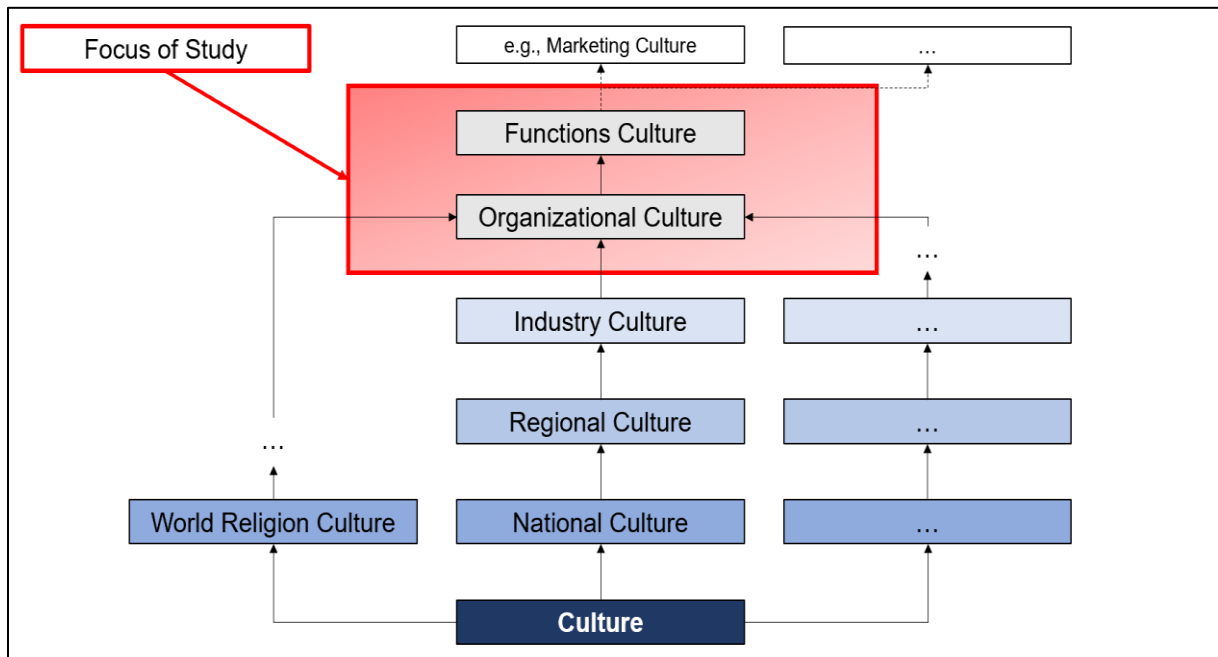 Focus of Study
e.g., Marketing Culture
...
Functions Culture
Organizational Culture
...
Industry Culture
...
Regional Culture
...
...
World Religion Culture
National Culture
...
Culture